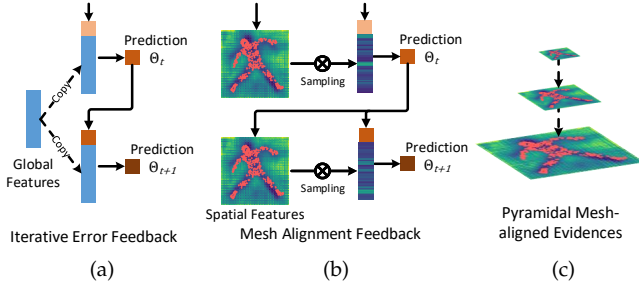 Prediction
Θt
Copy
Copy
Global
Features
Prediction
Θt+1
Iterative Error Feedback
(a)
Sampling
Prediction
Θt
Sampling
Prediction
Θt+1
Spatial Features
Mesh Alignment Feedback
(b)
Pyramidal Mesh-
aligned Evidences
(c)